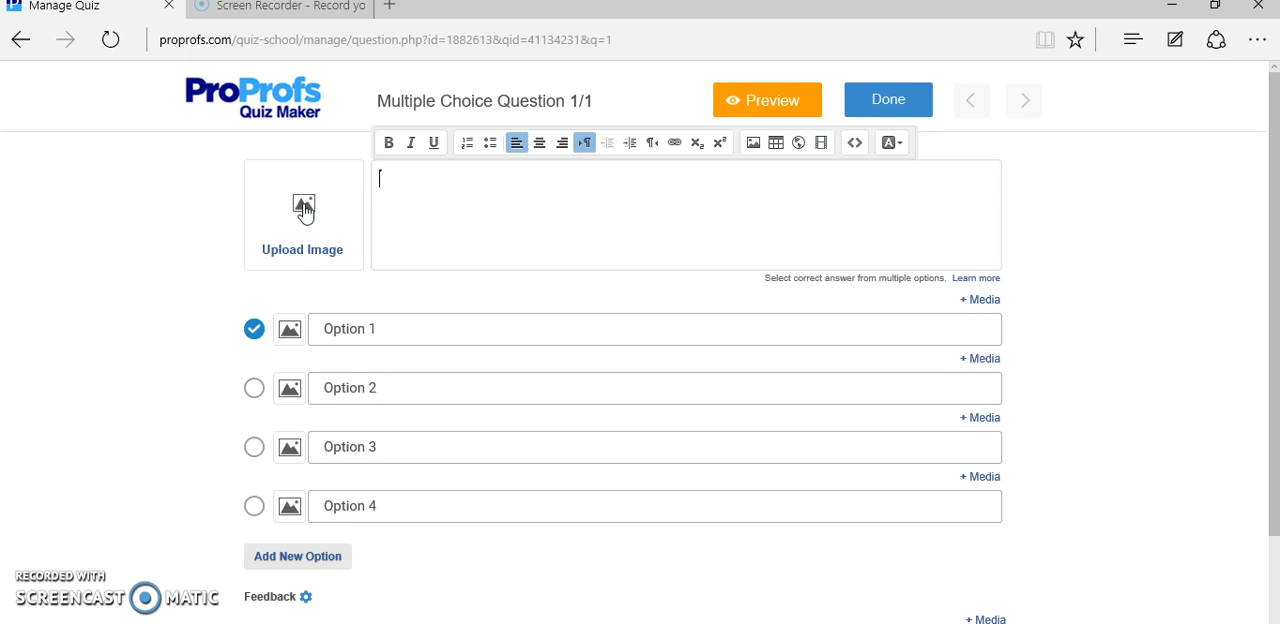 Manage Quiz
Screen Recorder - Record yo
proprofs.com/quiz-school/manage/question.php?id=1882613&qid=41134231&q=1
ProProfs
Quiz Maker
Multiple Choice Question 1/1
Preview
Done
B I U
Upload Image
Select correct answer from multiple options. Learn more
+ Media
Option 1
+ Media
Option 2
+ Media
Option 3
+ Media
Option 4
Add New Option
RECORDED WITH
SCREENCAST MATIC
Feedback
+ Media